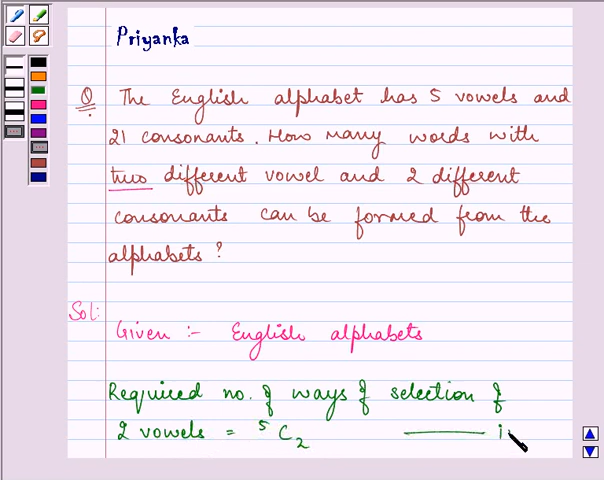 Priyanka
Q The English alphabet has 5 vowels and
21 consonants. How many words with
two different vowel and 2 different
consonants can be formed from the
alphabets?
Sol:
Given :- English alphabets
Required no. of ways of selection of
2 vowels = ⁵C₂ ——— i